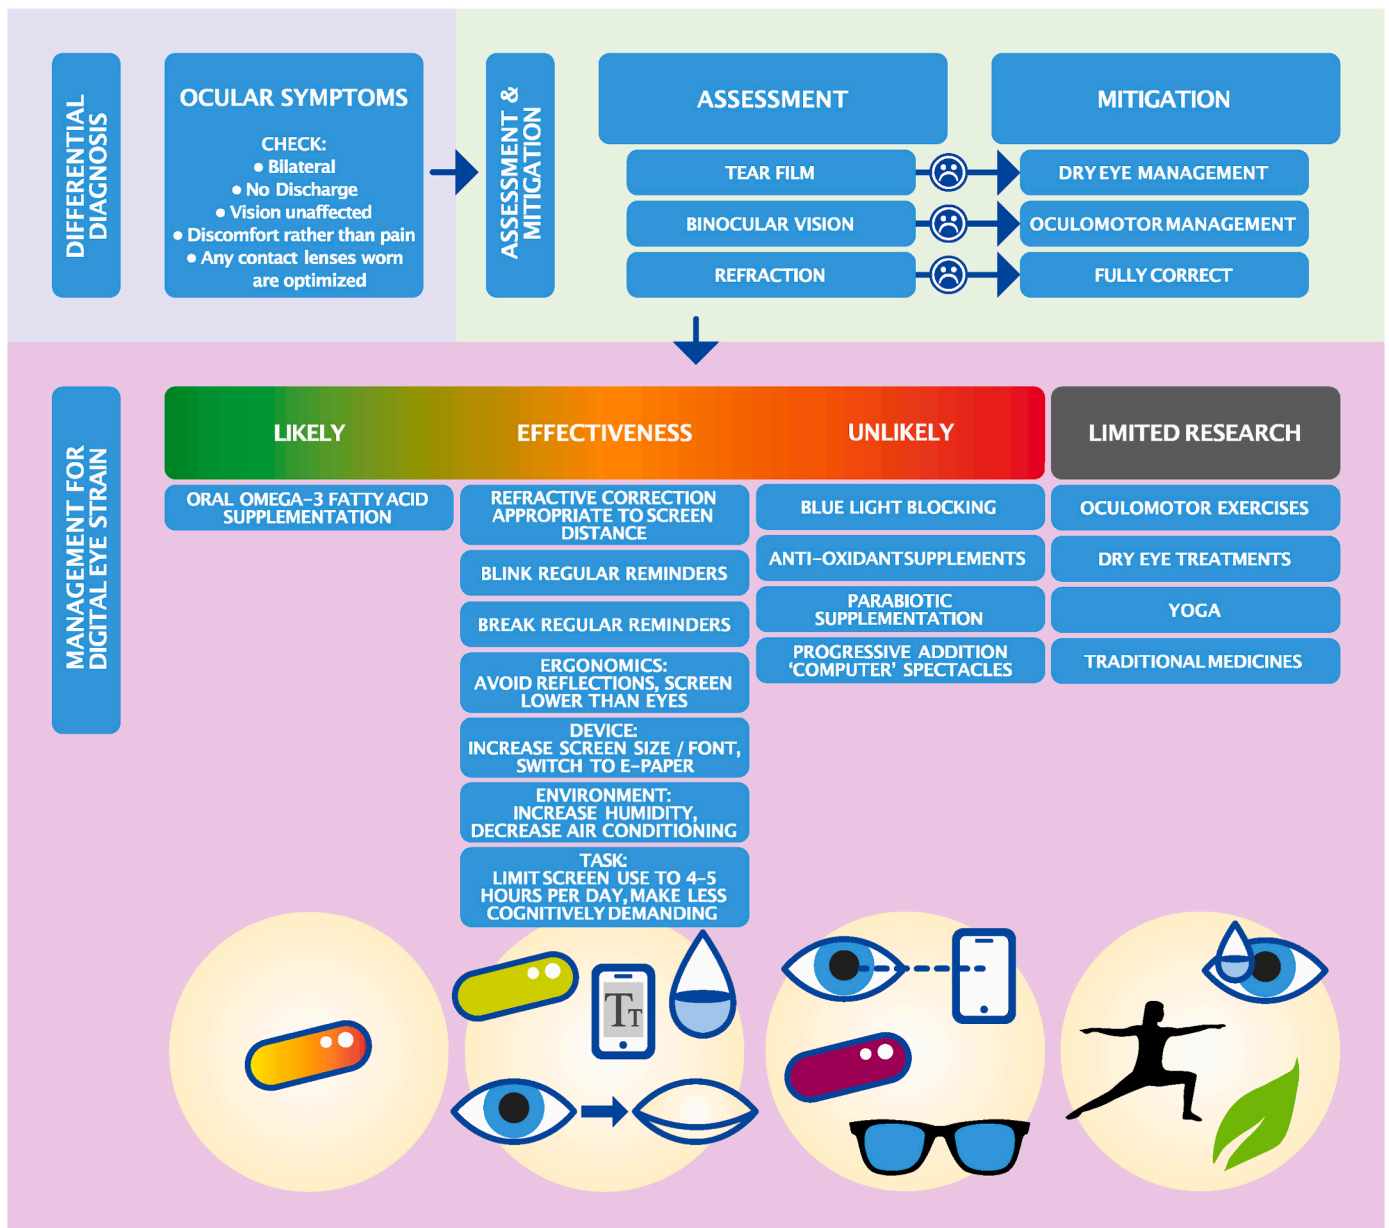 DIFFERENTIAL
DIAGNOSIS
OCULAR SYMPTOMS
CHECK:
● Bilateral
● No Discharge
● Vision unaffected
● Discomfort rather than pain
● Any contact lenses worn
are optimized
ASSESSMENT &
MITIGATION
ASSESSMENT
MITIGATION
TEAR FILM
DRY EYE MANAGEMENT
BINOCULAR VISION
OCULOMOTOR MANAGEMENT
REFRACTION
FULLY CORRECT
MANAGEMENT FOR
DIGITAL EYE STRAIN
LIKELY
EFFECTIVENESS
UNLIKELY
LIMITED RESEARCH
ORAL OMEGA-3 FATTY ACID
SUPPLEMENTATION
REFRACTIVE CORRECTION
APPROPRIATE TO SCREEN
DISTANCE
BLINK REGULAR REMINDERS
BREAK REGULAR REMINDERS
ERGONOMICS:
AVOID REFLECTIONS, SCREEN
LOWER THAN EYES
DEVICE:
INCREASE SCREEN SIZE / FONT,
SWITCH TO E-PAPER
ENVIRONMENT:
INCREASE HUMIDITY,
DECREASE AIR CONDITIONING
TASK:
LIMIT SCREEN USE TO 4-5
HOURS PER DAY, MAKE LESS
COGNITIVELY DEMANDING
BLUE LIGHT BLOCKING
ANTI-OXIDANT SUPPLEMENTS
PARABIOTIC
SUPPLEMENTATION
PROGRESSIVE ADDITION
‘COMPUTER’ SPECTACLES
OCULOMOTOR EXERCISES
DRY EYE TREATMENTS
YOGA
TRADITIONAL MEDICINES
TT